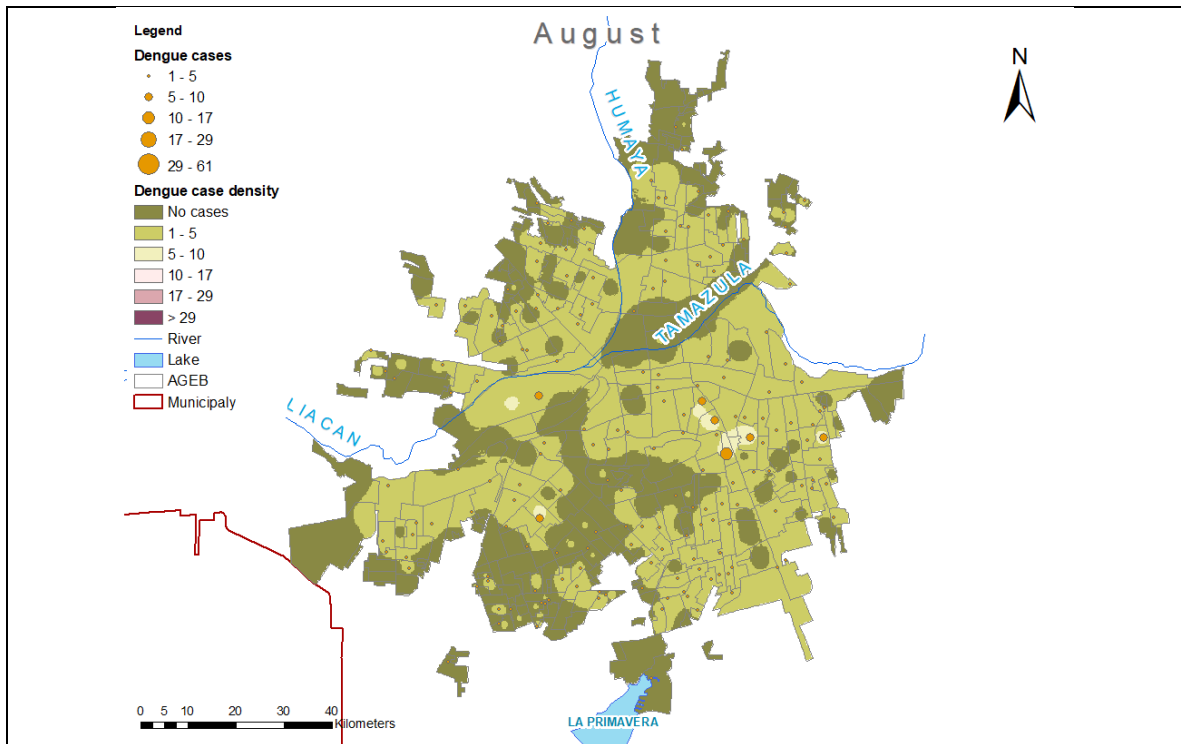 August
Legend
Dengue cases
1 - 5
5 - 10
10 - 17
17 - 29
29 - 61
Dengue case density
No cases
1 - 5
5 - 10
10 - 17
17 - 29
> 29
River
Lake
AGEB
Municipaly
N
HUMAYA
TAMAZULA
LIACAN
LA PRIMAVERA
0 5 10 20 30 40
Kilometers